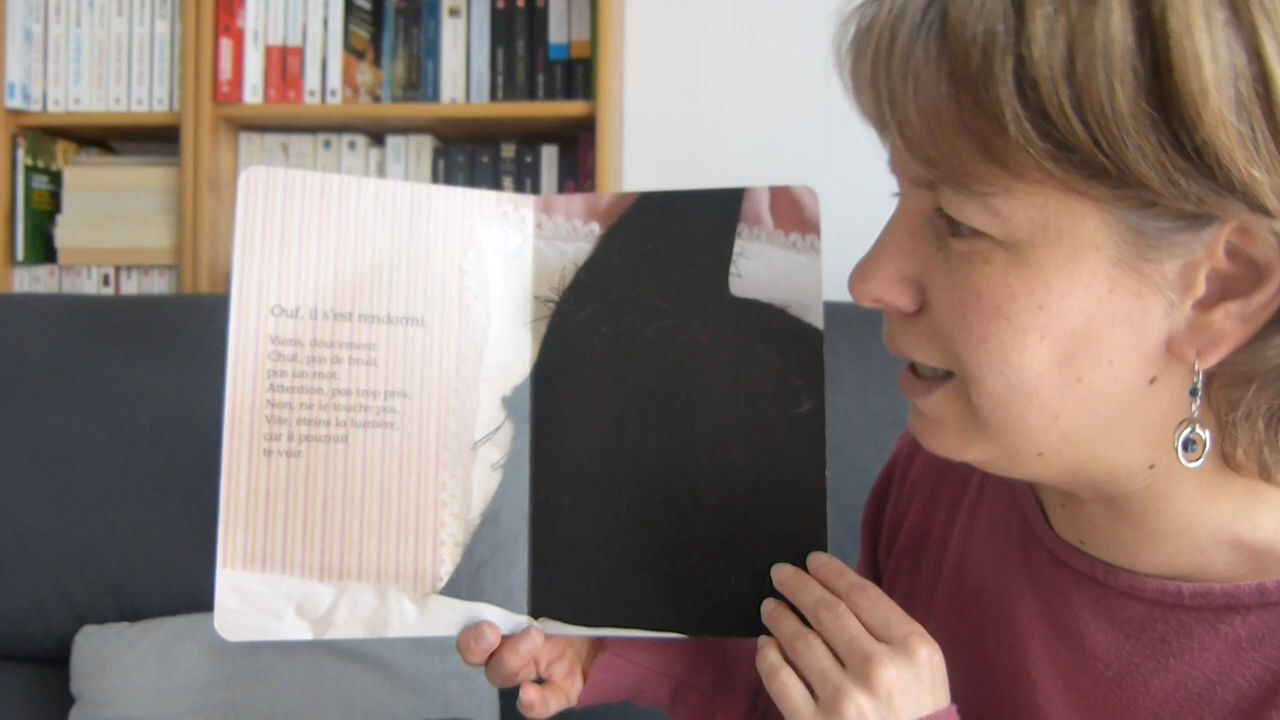 Ouf, il s'est rendormi.
Viens, doucement.
Chut, pas de bruit,
pas un mot.
Attention, pas trop près.
Non, ne le touche pas.
Vite, éteins la lumière,
car il pourrait
te voir.